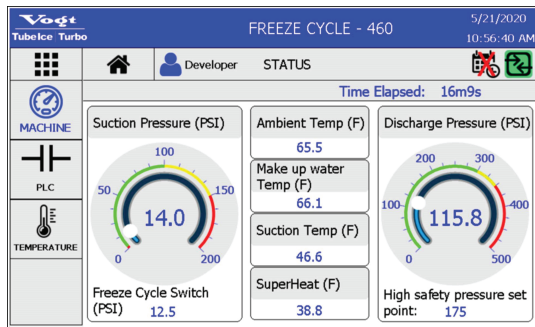 Vogt
TubeIce Turbo
FREEZE CYCLE - 460
5/21/2020
10:56:40 AM
Developer
STATUS
Time Elapsed: 16m9s
MACHINE
PLC
TEMPERATURE
Suction Pressure (PSI)
0
50
100
150
200
14.0
Freeze Cycle Switch
(PSI) 12.5
Ambient Temp (F)
65.5
Make up water
Temp (F)
66.1
Suction Temp (F)
46.6
SuperHeat (F)
38.8
Discharge Pressure (PSI)
0
100
200
300
400
500
115.8
High safety pressure set
point: 175